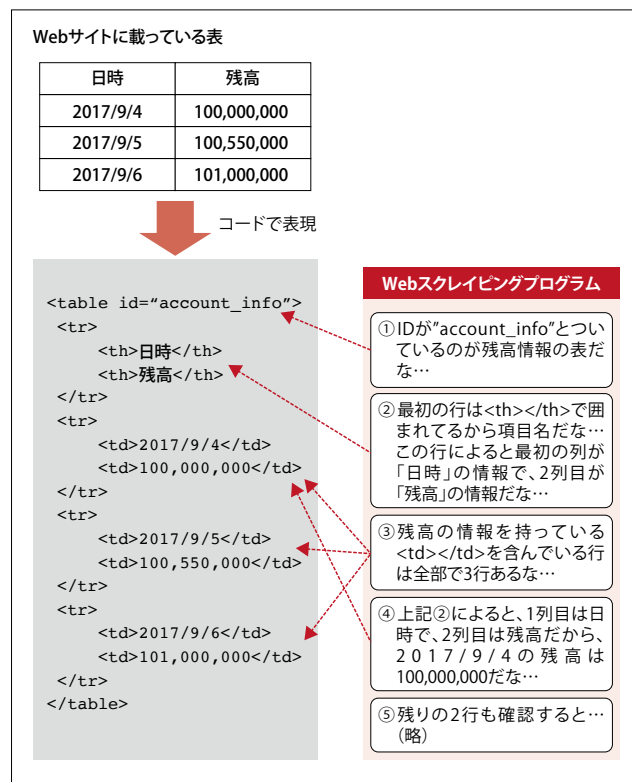 Webサイトに載っている表
日時 残高
2017/9/4 100,000,000
2017/9/5 100,550,000
2017/9/6 101,000,000
コードで表現
<table id=“account_info”>
<tr>
<th>日時</th>
<th>残高</th>
</tr>
<tr>
<td>2017/9/4</td>
<td>100,000,000</td>
</tr>
<tr>
<td>2017/9/5</td>
<td>100,550,000</td>
</tr>
<tr>
<td>2017/9/6</td>
<td>101,000,000</td>
</tr>
</table>
Webスクレイピングプログラム
①IDが”account_info”とつい
ているのが残高情報の表だ
な…
②最初の行は<th></th>で囲
まれてるから項目名だな…
この行によると最初の列が
「日時」の情報で、2列目が
「残高」の情報だな…
③残高の情報を持っている
<td></td>を含んでいる行
は全部で3行あるな…
④上記②によると、1列目は日
時で、2列目は残高だから、
2017/9/4の残高は
100,000,000だな…
⑤残りの2行も確認すると…
(略)